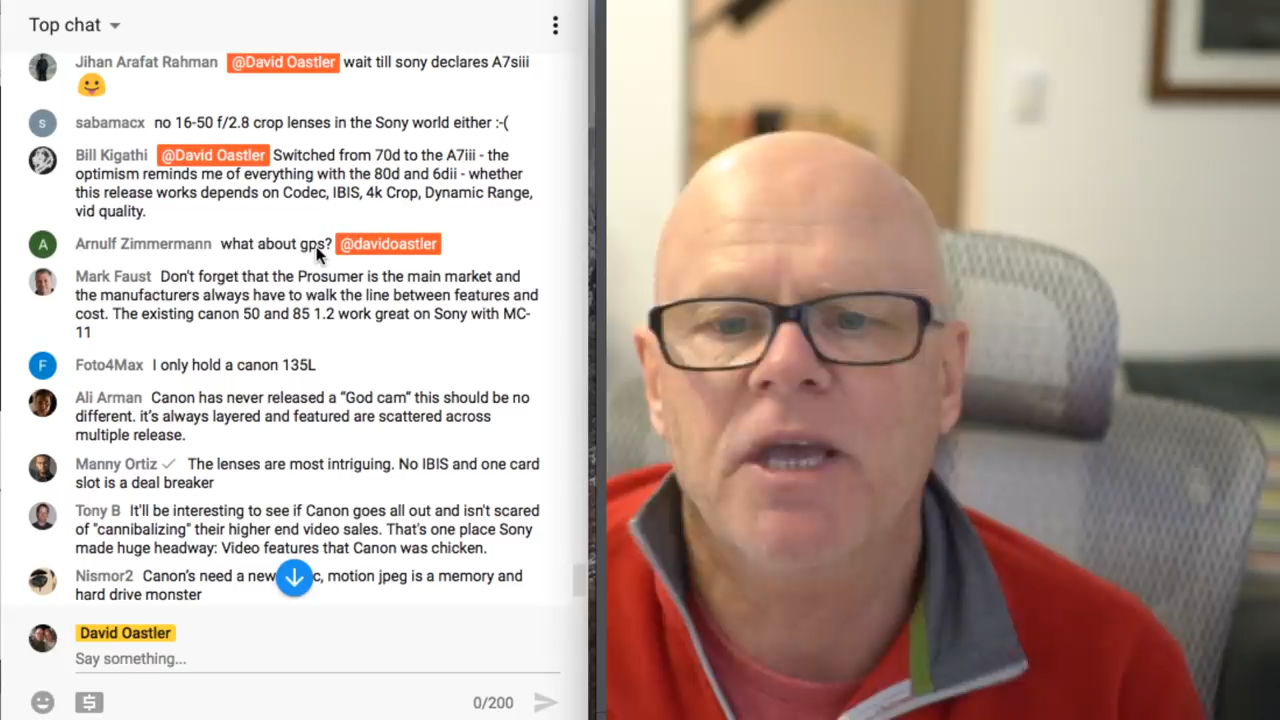 Top chat
Jihan Arafat Rahman @David Oastler wait till sony declares A7siii
s sabamacx no 16-50 f/2.8 crop lenses in the Sony world either :-(
Bill Kigathi @David Oastler Switched from 70d to the A7iii - the
optimism reminds me of everything with the 80d and 6dii - whether
this release works depends on Codec, IBIS, 4k Crop, Dynamic Range,
vid quality.
A Arnulf Zimmermann what about gps? @davidoastler
Mark Faust Don't forget that the Prosumer is the main market and
the manufacturers always have to walk the line between features and
cost. The existing canon 50 and 85 1.2 work great on Sony with MC-
11
F Foto4Max I only hold a canon 135L
Ali Arman Canon has never released a “God cam” this should be no
different. it’s always layered and featured are scattered across
multiple release.
Manny Ortiz The lenses are most intriguing. No IBIS and one card
slot is a deal breaker
Tony B It'll be interesting to see if Canon goes all out and isn't scared
of "cannibalizing" their higher end video sales. That's one place Sony
made huge headway: Video features that Canon was chicken.
Nismor2 Canon’s need a new c, motion jpeg is a memory and
hard drive monster
David Oastler
Say something...
$ 0/200